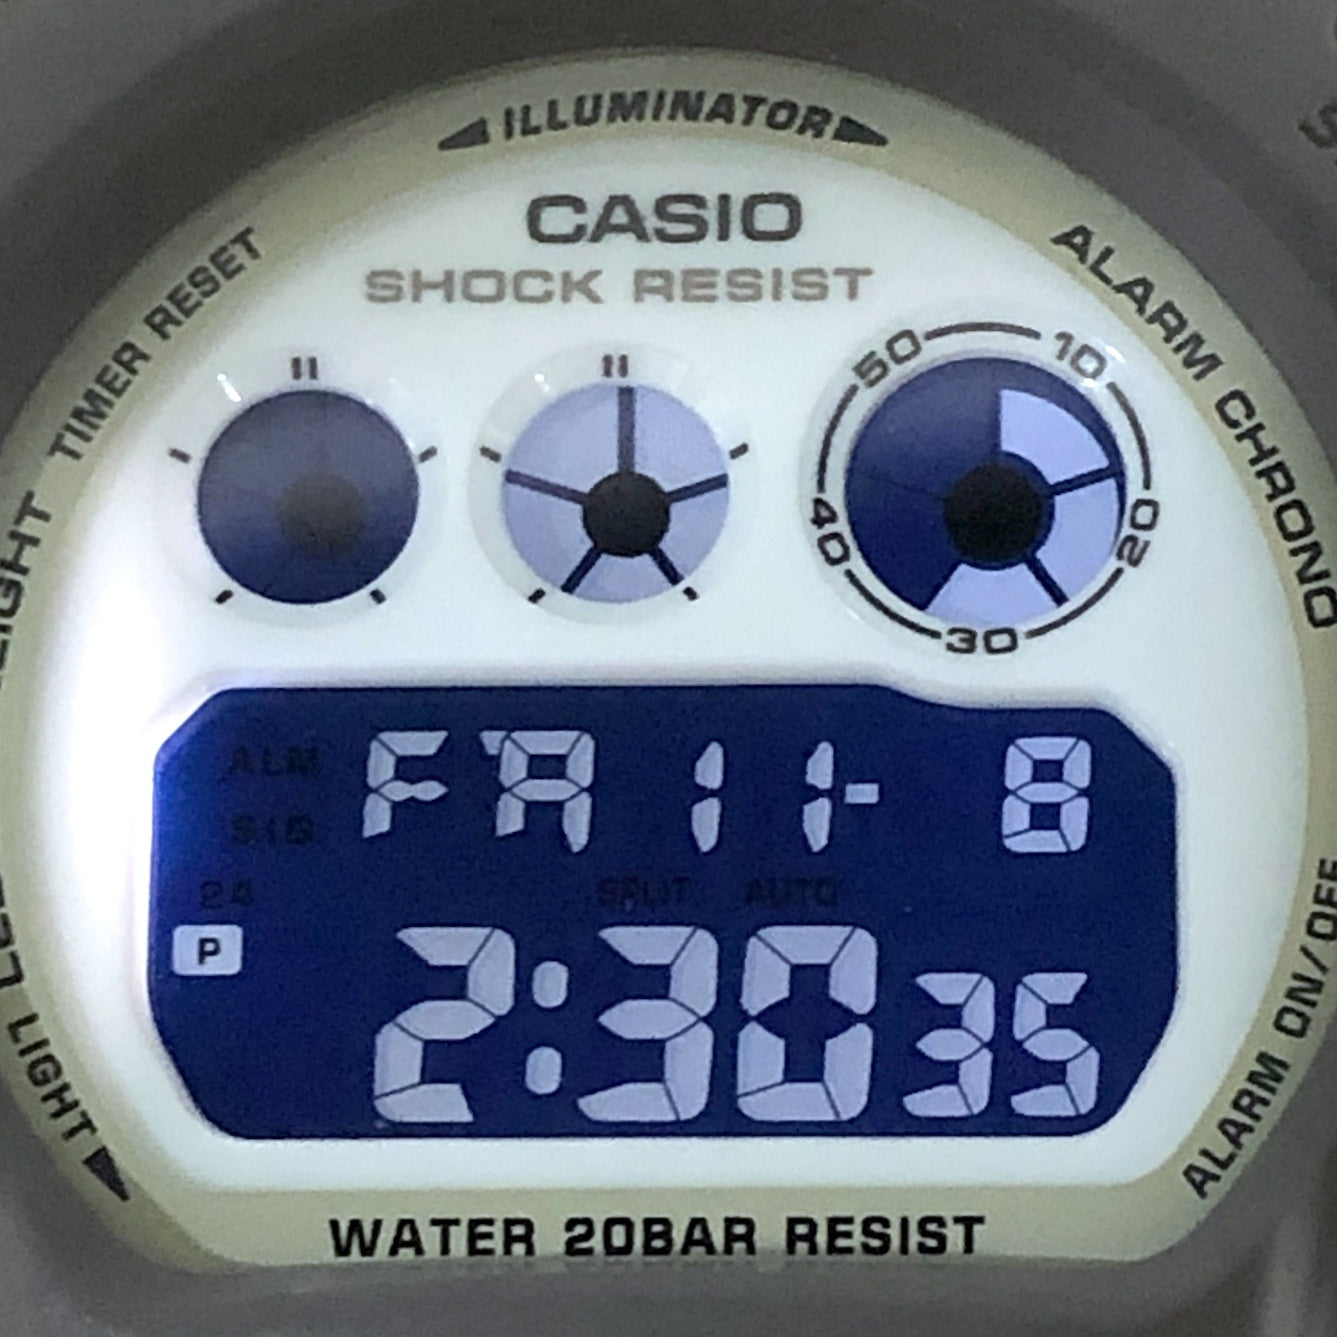 ILLUMINATOR
CASIO
SHOCK RESIST
TIMER RESET
ALARM CHRONO
50 10
40 20
30
ALM
SIG
FR 11- 8
24 SPLIT AUTO
P
2:30 35
LIGHT
ALARM ON/OFF
WATER 20BAR RESIST